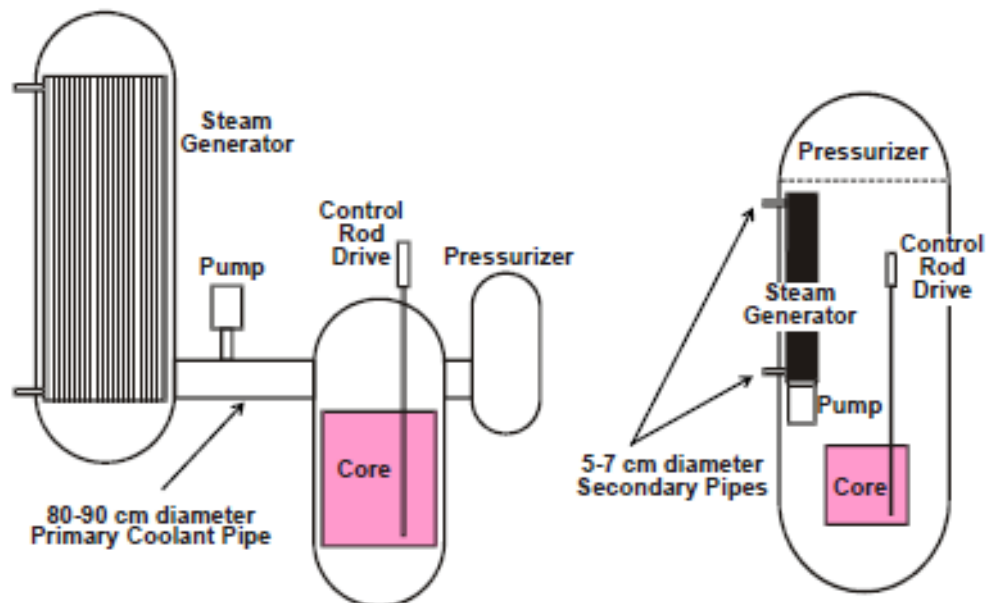 Steam
Generator
Control
Rod
Drive
Pump
Pressurizer
Core
80-90 cm diameter
Primary Coolant Pipe
Pressurizer
Control
Rod
Drive
Steam
Generator
Pump
5-7 cm diameter
Secondary Pipes
Core